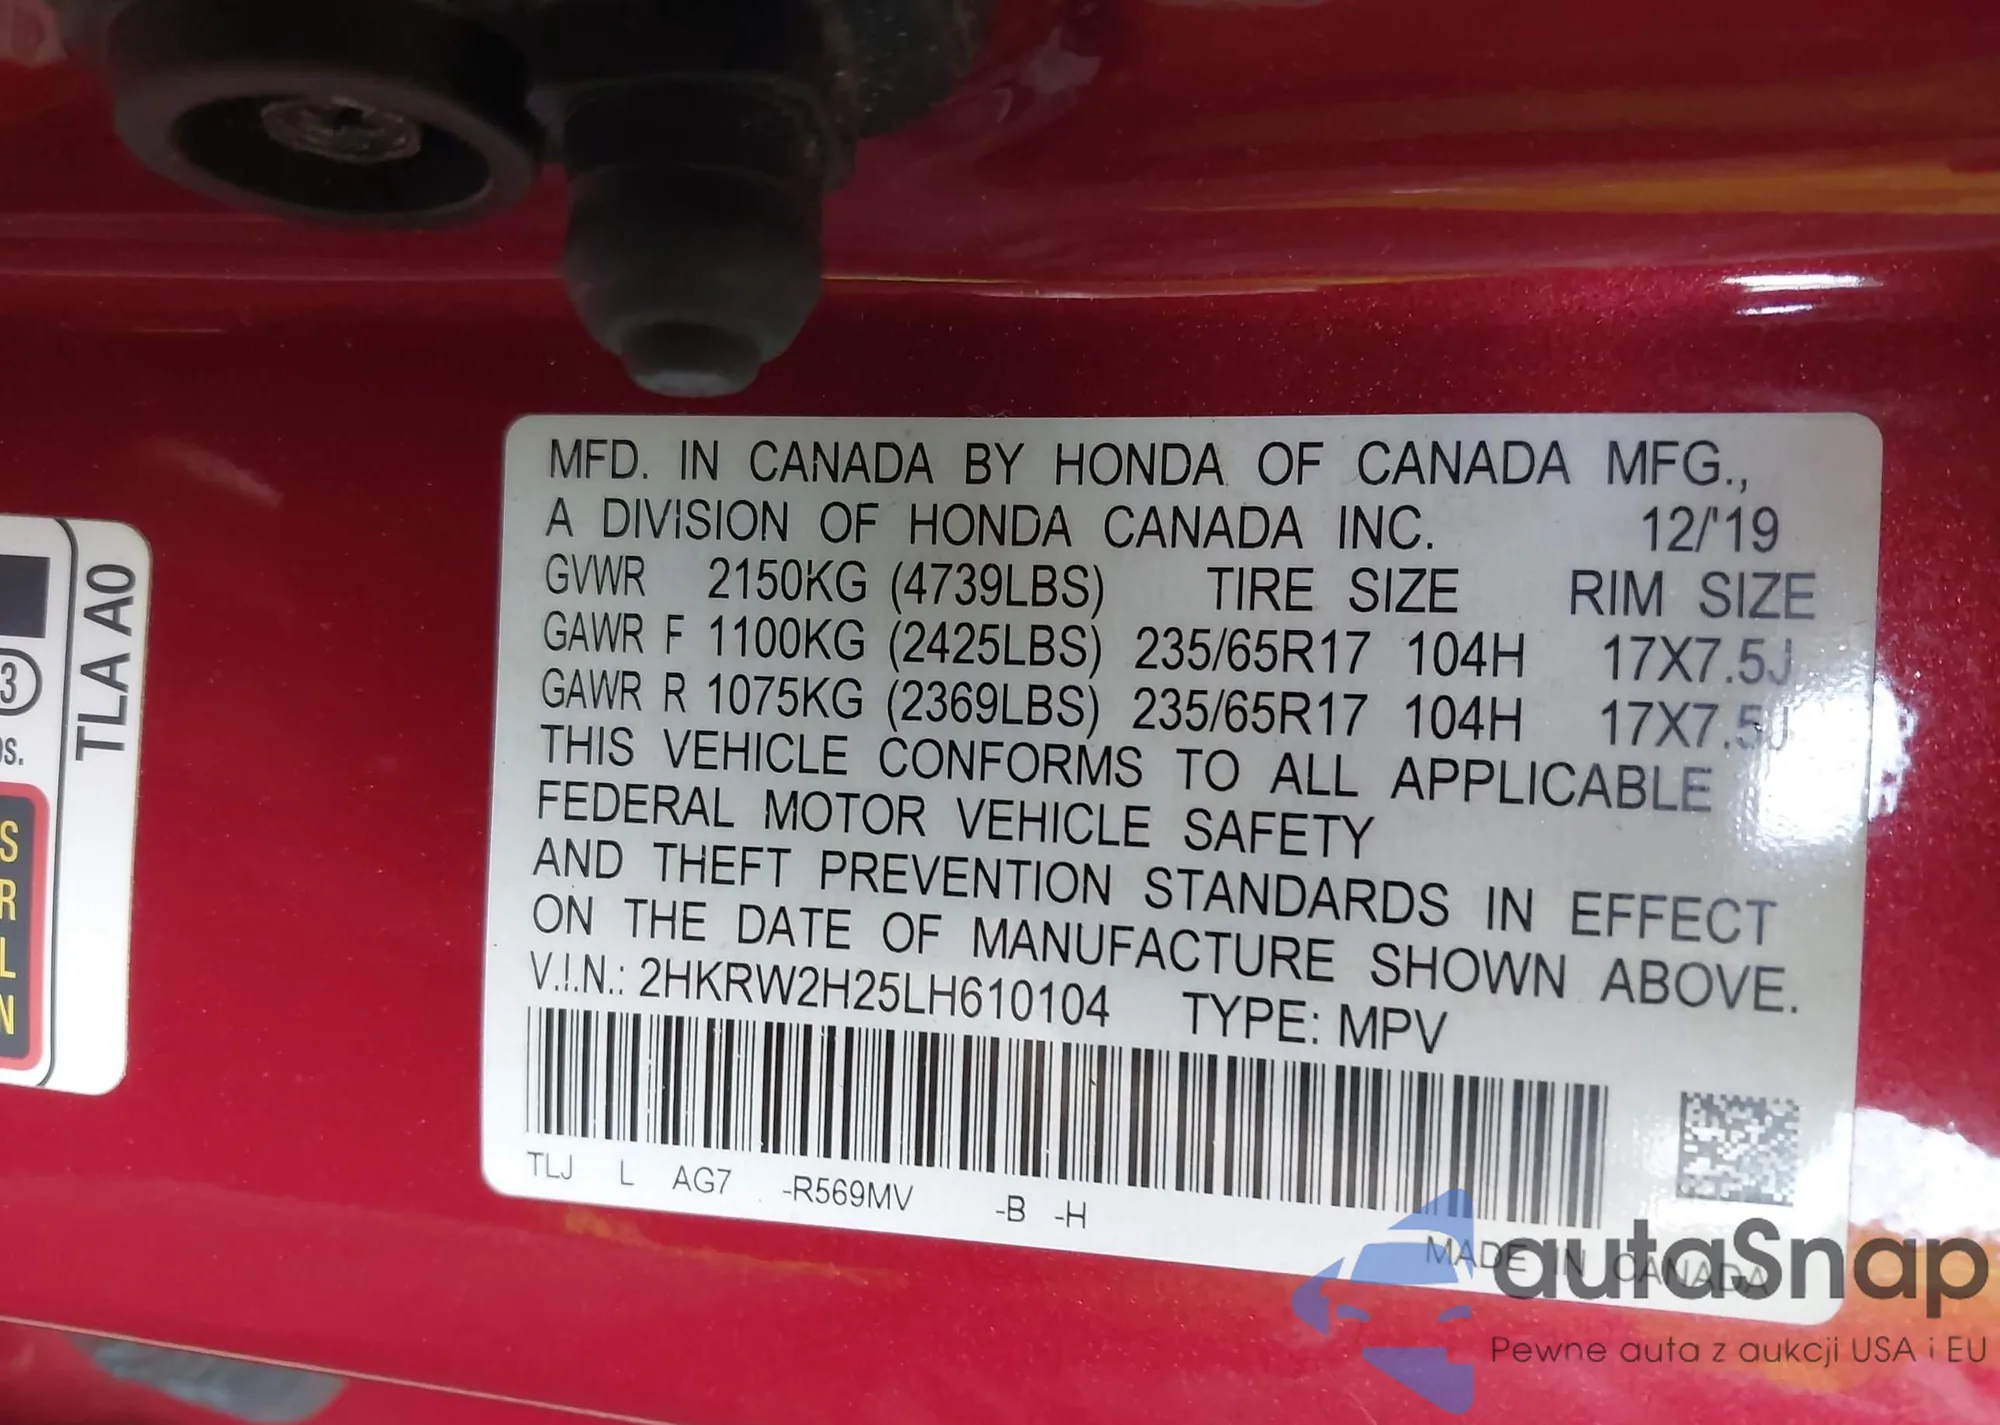 MFD. IN CANADA BY HONDA OF CANADA MFG.,
A DIVISION OF HONDA CANADA INC. 12/'19
GVWR 2150KG (4739LBS) TIRE SIZE RIM SIZE
GAWR F 1100KG (2425LBS) 235/65R17 104H 17X7.5J
GAWR R 1075KG (2369LBS) 235/65R17 104H 17X7.5J
THIS VEHICLE CONFORMS TO ALL APPLICABLE
FEDERAL MOTOR VEHICLE SAFETY
AND THEFT PREVENTION STANDARDS IN EFFECT
ON THE DATE OF MANUFACTURE SHOWN ABOVE.
V.I.N.: 2HKRW2H25LH610104 TYPE: MPV
TLJ L AG7 -R569MV -B -H
MADE IN CANADA
TLA A0
3
S
R
L
N
autaSnap
Pewne auta z aukcji USA i EU